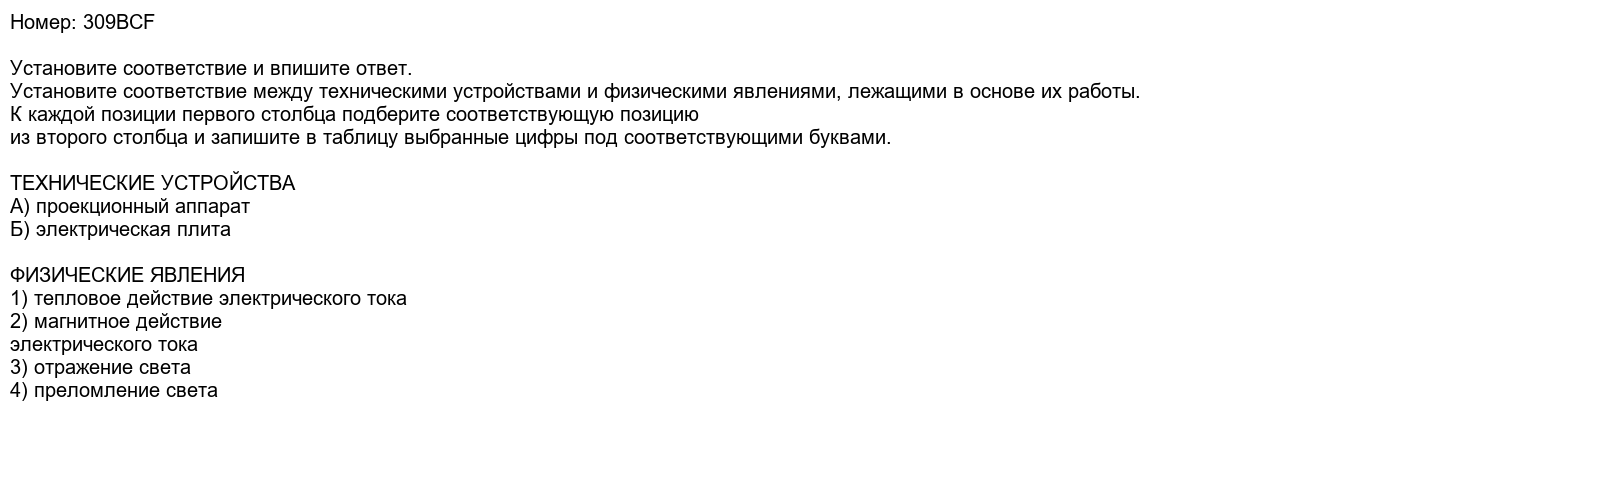 Номер: 309BCF
Установите соответствие и впишите ответ.
Установите соответствие между техническими устройствами и физическими явлениями, лежащими в основе их работы.
К каждой позиции первого столбца подберите соответствующую позицию
из второго столбца и запишите в таблицу выбранные цифры под соответствующими буквами.
ТЕХНИЧЕСКИЕ УСТРОЙСТВА
А) проекционный аппарат
Б) электрическая плита
ФИЗИЧЕСКИЕ ЯВЛЕНИЯ
1) тепловое действие электрического тока
2) магнитное действие
электрического тока
3) отражение света
4) преломление света